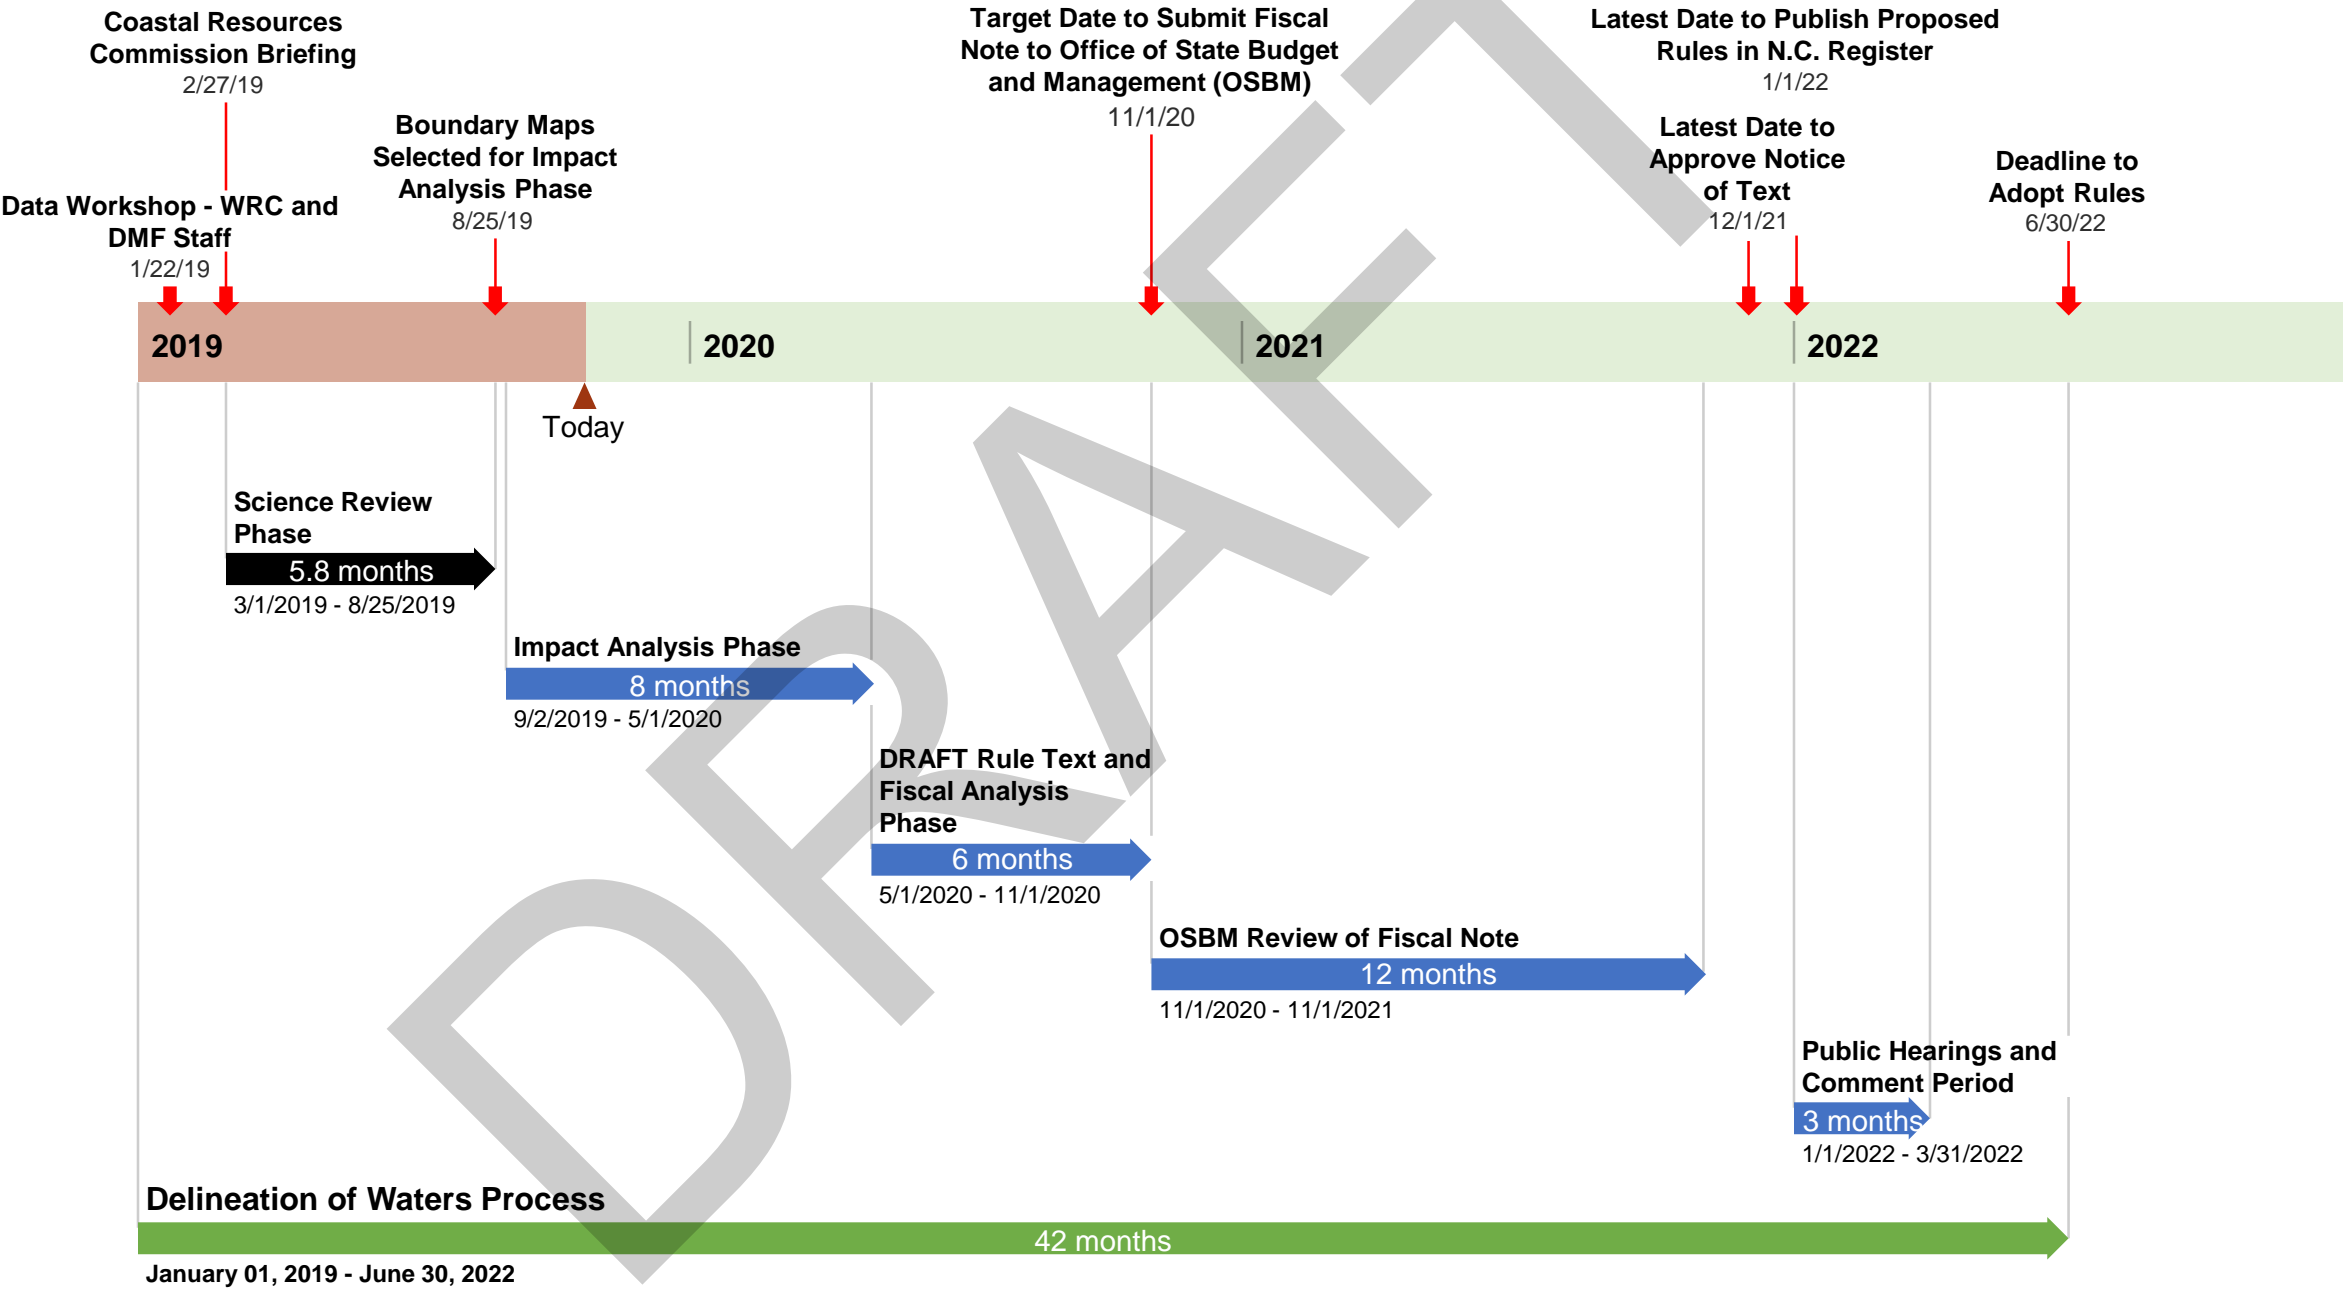 Coastal Resources
Commission Briefing
2/27/19
Target Date to Submit Fiscal
Note to Office of State Budget
and Management (OSBM)
11/1/20
Latest Date to Publish Proposed
Rules in N.C. Register
1/1/22
Boundary Maps
Selected for Impact
Analysis Phase
8/25/19
Latest Date to
Approve Notice
of Text
12/1/21
Deadline to
Adopt Rules
6/30/22
Data Workshop - WRC and
DMF Staff
1/22/19
2019
2020
2021
2022
Today
Science Review
Phase
5.8 months
3/1/2019 - 8/25/2019
Impact Analysis Phase
8 months
9/2/2019 - 5/1/2020
DRAFT Rule Text and
Fiscal Analysis
Phase
6 months
5/1/2020 - 11/1/2020
OSBM Review of Fiscal Note
12 months
11/1/2020 - 11/1/2021
Public Hearings and
Comment Period
3 months
1/1/2022 - 3/31/2022
Delineation of Waters Process
42 months
January 01, 2019 - June 30, 2022
DRAFT